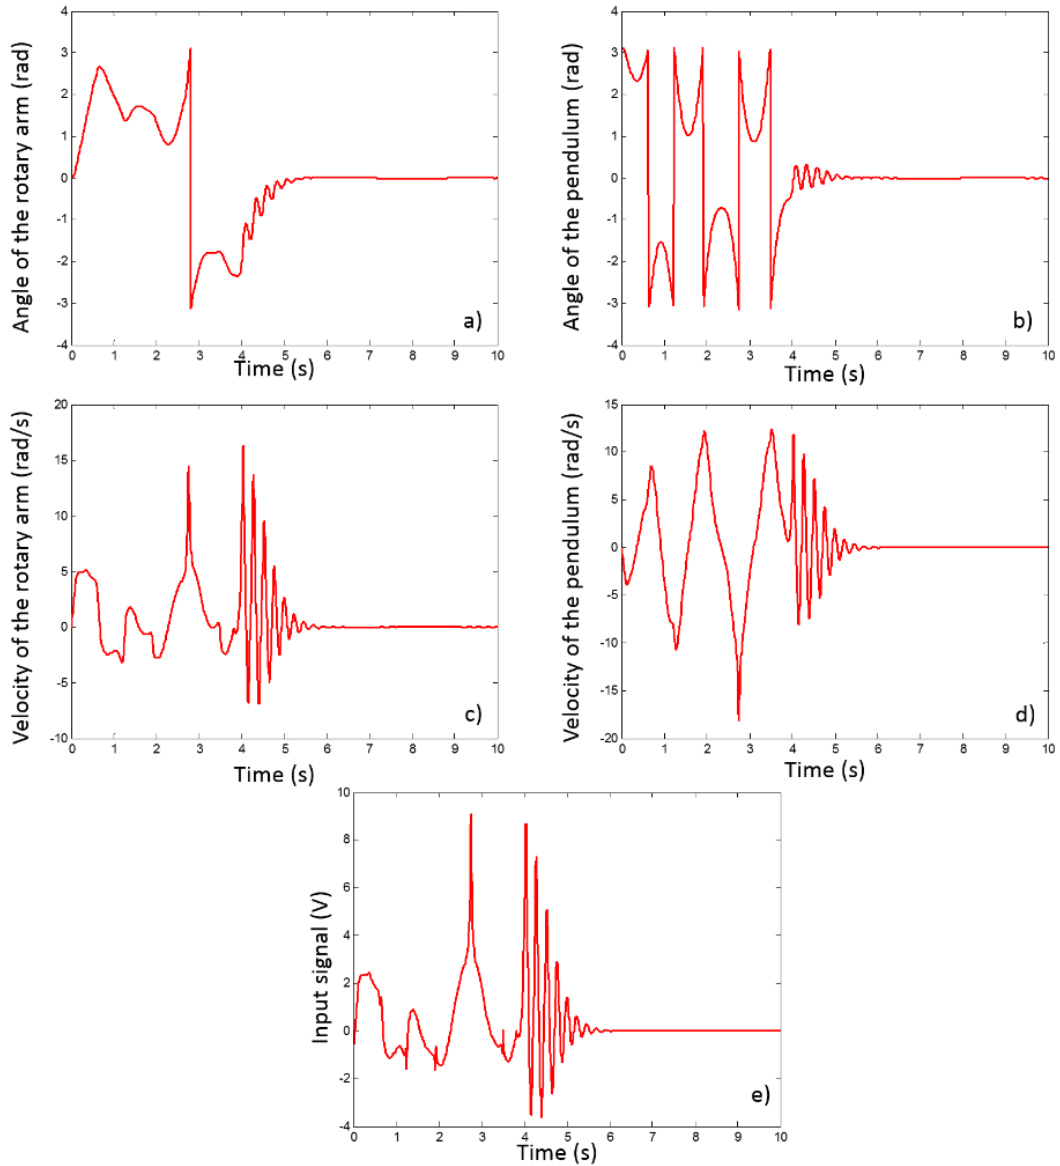 Angle of the rotary arm (rad)
4
3
2
1
0
-1
-2
-3
-4
a)
0 1 2 3 4 5 6 7 8 9 10
Time (s)
Angle of the pendulum (rad)
4
3
2
1
0
-1
-2
-3
-4
b)
0 1 2 3 4 5 6 7 8 9 10
Time (s)
Velocity of the rotary arm (rad/s)
20
15
10
5
0
-5
-10
c)
0 1 2 3 4 5 6 7 8 9 10
Time (s)
Velocity of the pendulum (rad/s)
15
10
5
0
-5
-10
-15
-20
d)
0 1 2 3 4 5 6 7 8 9 10
Time (s)
Input signal (V)
10
8
6
4
2
0
-2
-4
e)
0 1 2 3 4 5 6 7 8 9 10
Time (s)